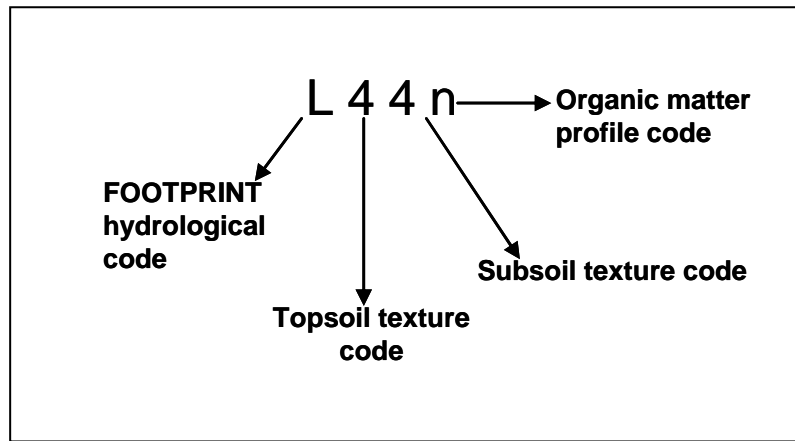 L 4 4 n
Organic matter
profile code
FOOTPRINT
hydrological
code
Subsoil texture code
Topsoil texture
code